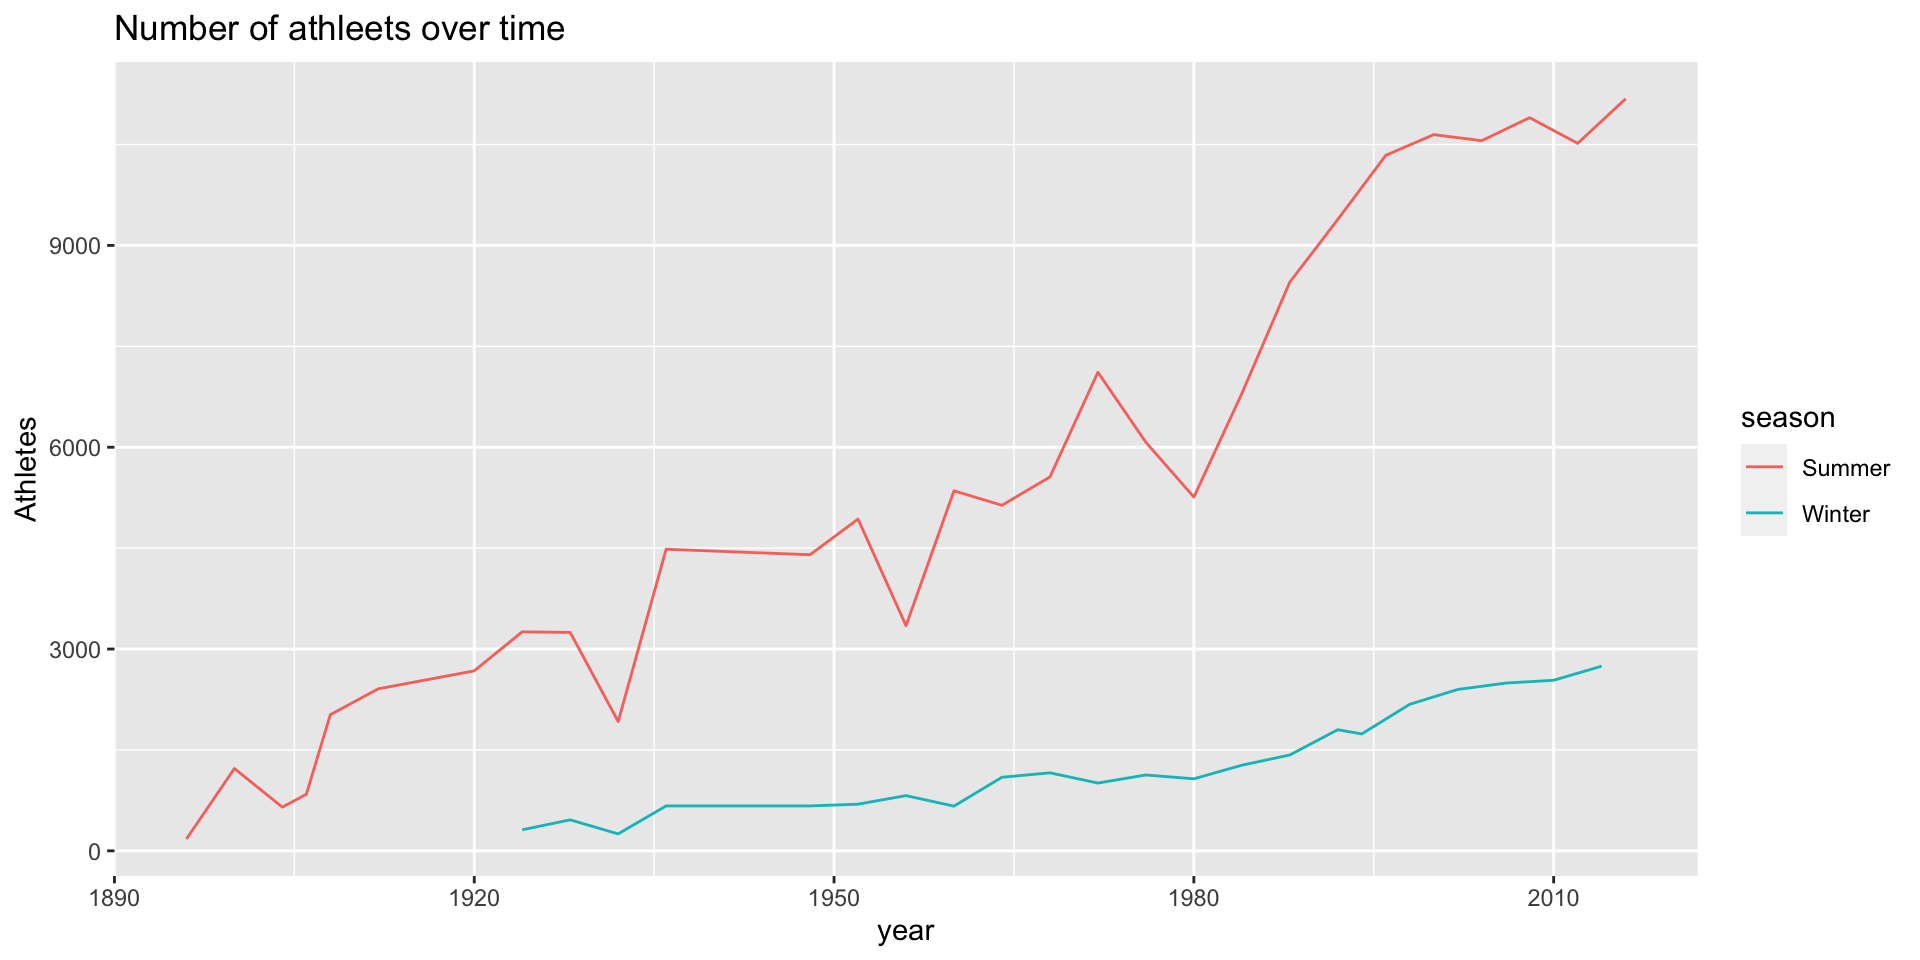 Number of athleets over time
9000
6000
3000
0
Athletes
1890 1920 1950 1980 2010
year
season
Summer
Winter